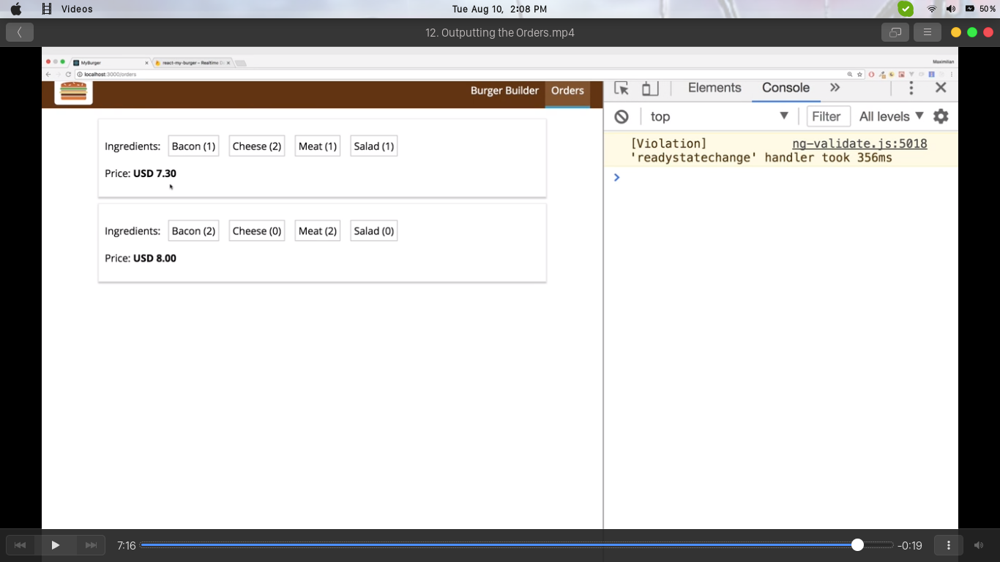 Videos
Tue Aug 10, 2:08 PM
50%
12. Outputting the Orders.mp4
MyBurger
react-my-burger – Realtime
Maximilian
localhost:3000/orders
Burger Builder
Orders
Elements
Console
top
Filter
All levels
Ingredients: Bacon (1) Cheese (2) Meat (1) Salad (1)
Price: USD 7.30
Ingredients: Bacon (2) Cheese (0) Meat (2) Salad (0)
Price: USD 8.00
[Violation] ng-validate.js:5018
'readystatechange' handler took 356ms
7:16
-0:19